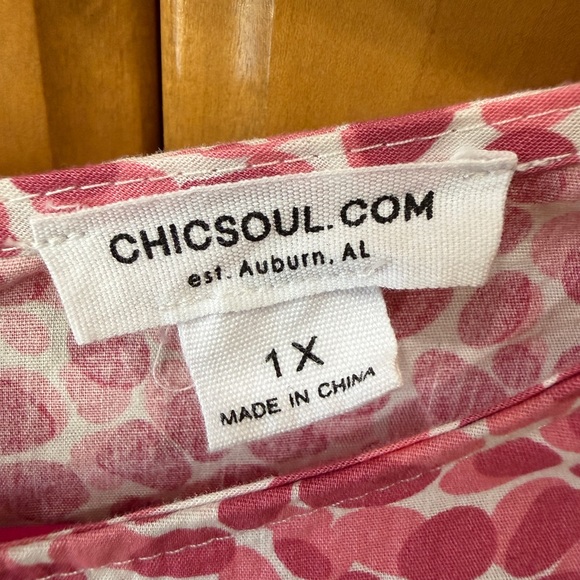 CHICSOUL.COM
est. Auburn, AL
1X
MADE IN CHINA